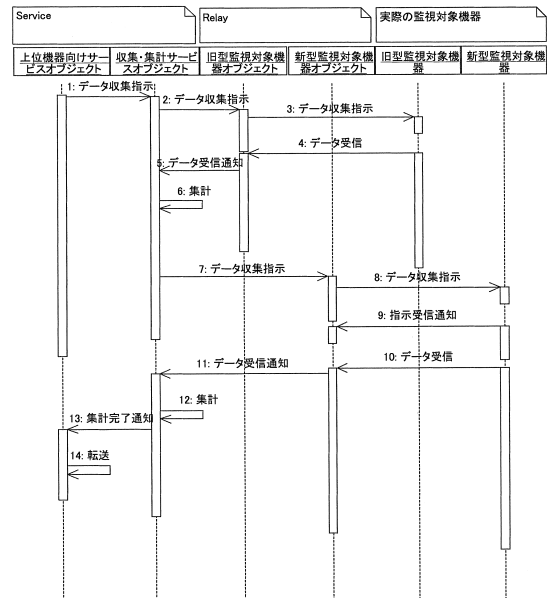 Service
Relay
実際の監視対象機器
上位機器向けサー
ビスオブジェクト
収集・集計サービ
スオブジェクト
旧型監視対象機
器オブジェクト
新型監視対象機
器オブジェクト
旧型監視対象機
器
新型監視対象機
器
1: データ収集指示
2: データ収集指示
3: データ収集指示
4: データ受信
5: データ受信通知
6: 集計
7: データ収集指示
8: データ収集指示
9: 指示受信通知
10: データ受信
11: データ受信通知
12: 集計
13: 集計完了通知
14: 転送